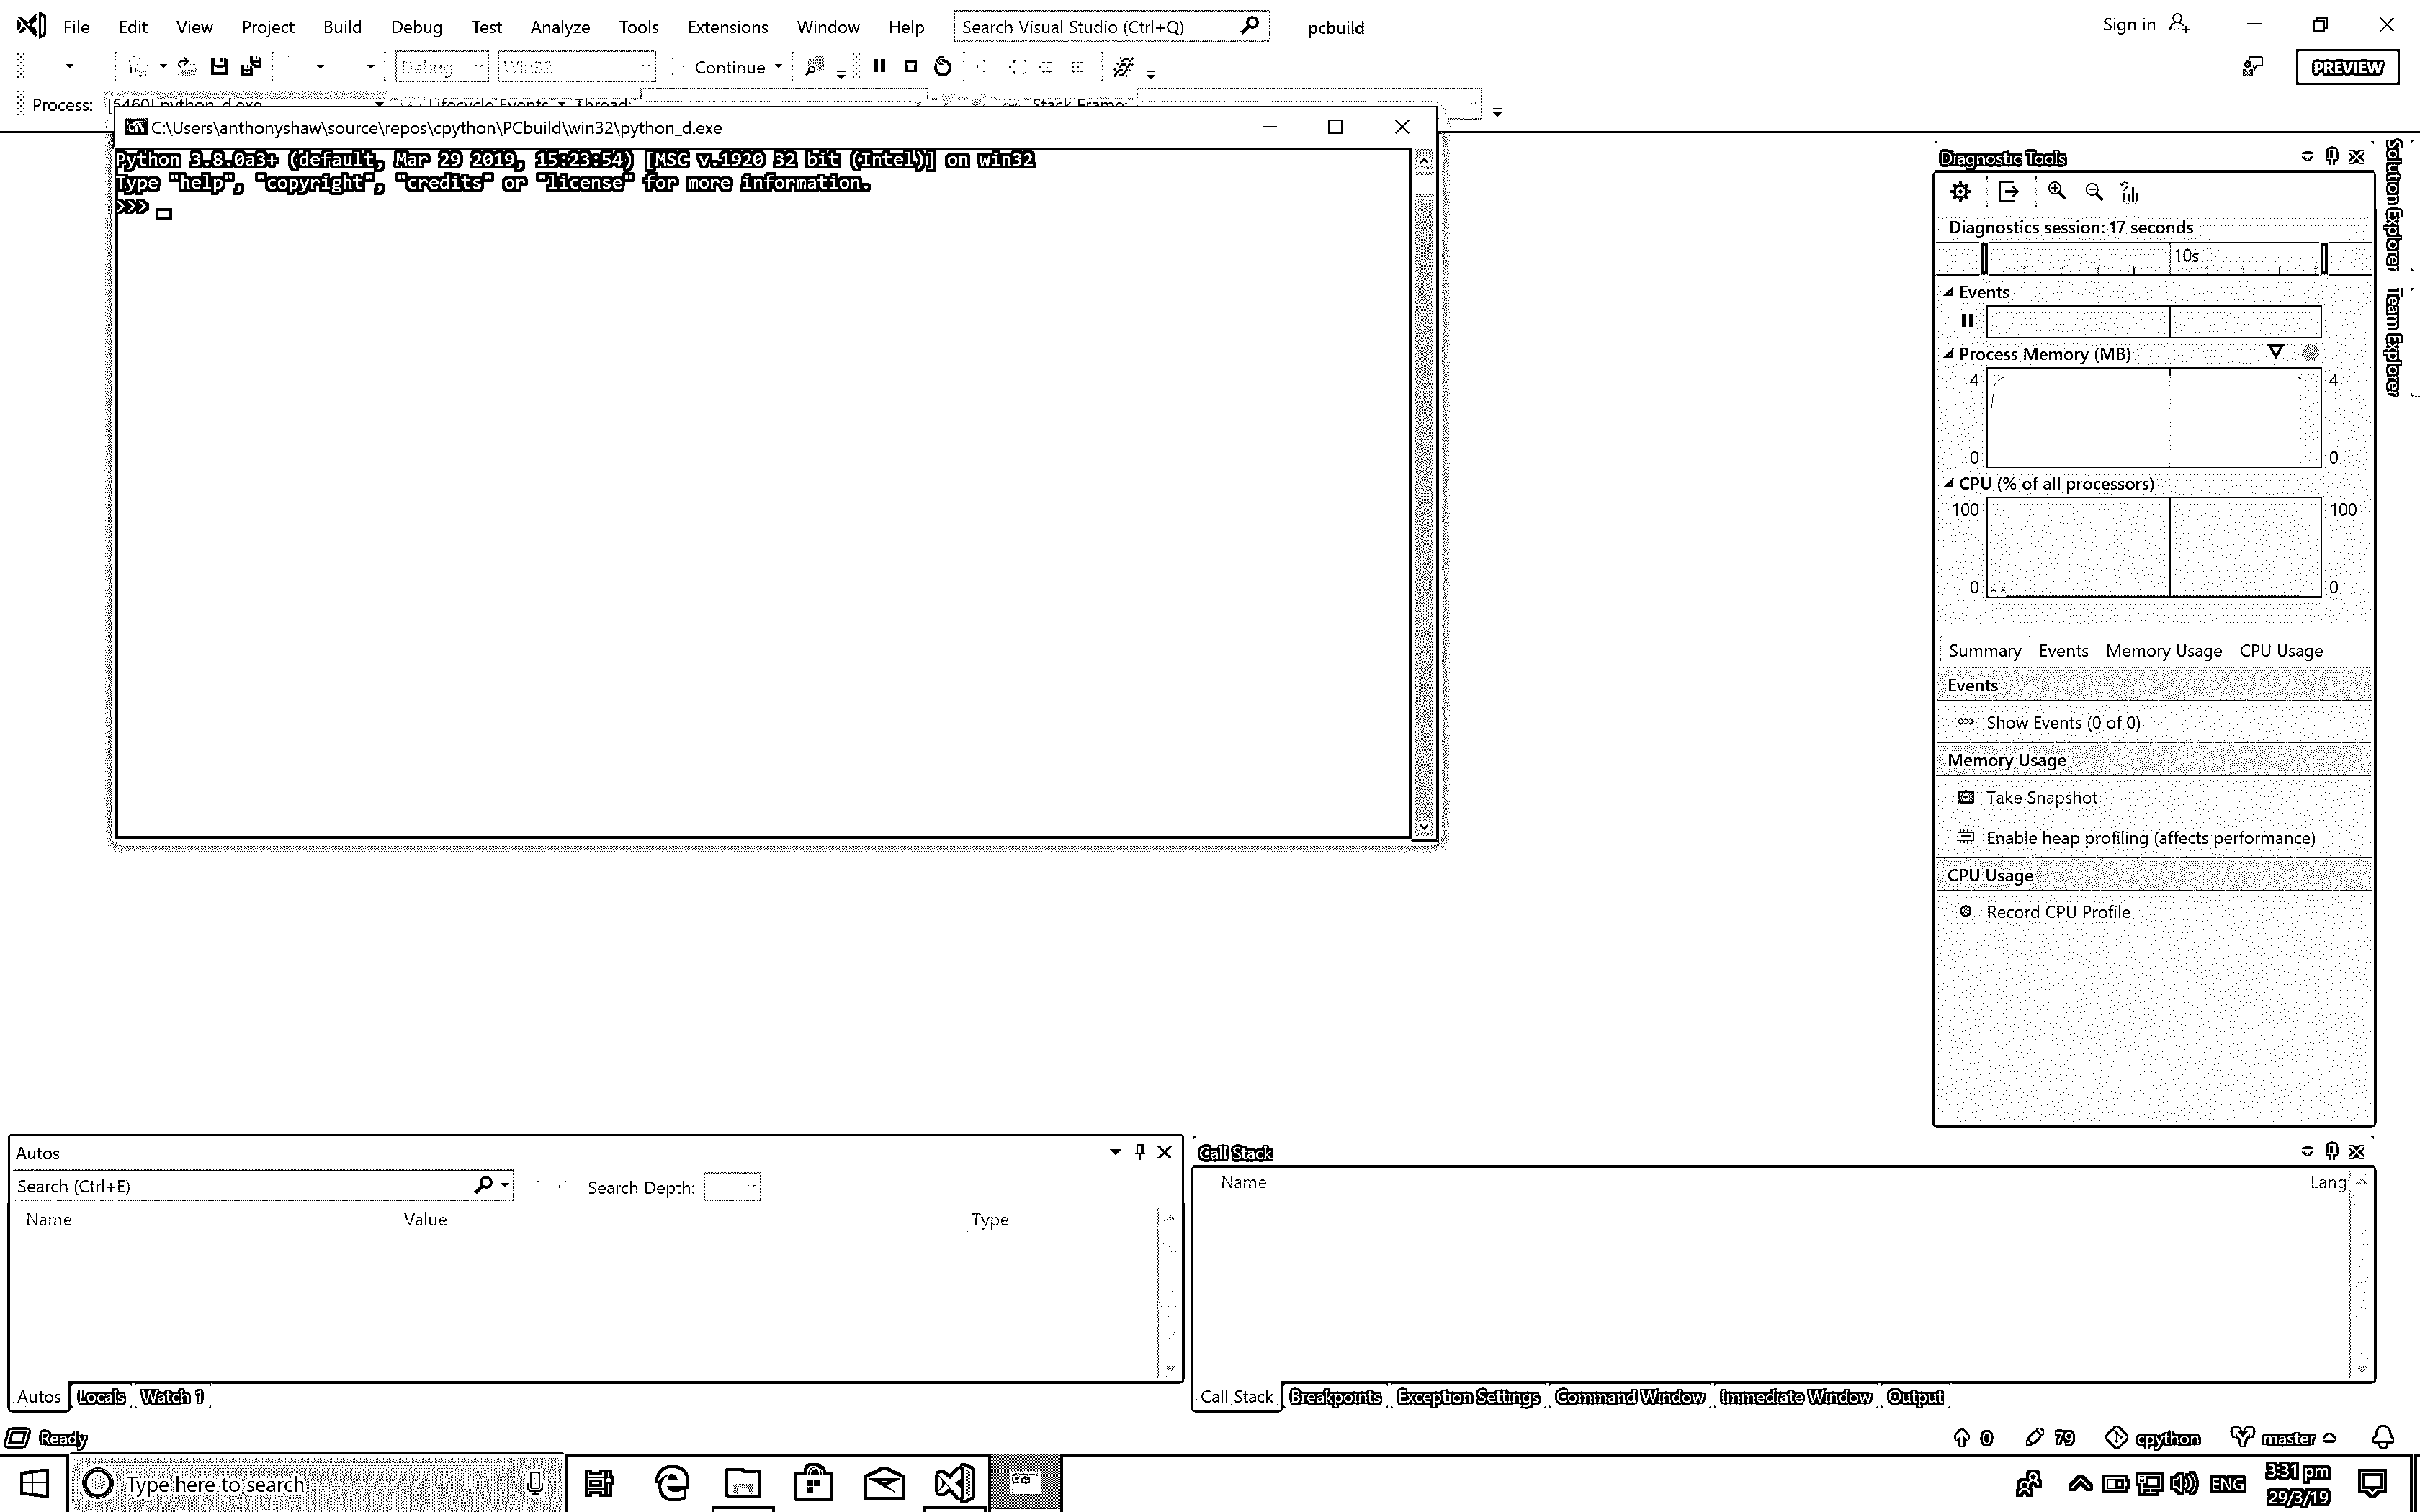 File Edit View Project Build Debug Test Analyze Tools Extensions Window Help Search Visual Studio (Ctrl+Q) pcbuild Sign in
Debug Win32 Continue PREVIEW
Process: [5460] python_d.exe Lifecycle Events Thread: Stack Frame:
C:\Users\anthonyshaw\source\repos\cpython\PCbuild\win32\python_d.exe
Python 3.8.0a3+ (default, Mar 29 2019, 15:23:54) [MSC v.1920 32 bit (Intel)] on win32
Type "help", "copyright", "credits" or "license" for more information.
>>>
Diagnostic Tools
Diagnostics session: 17 seconds
10s
Events
Process Memory (MB)
4 4
0 0
CPU (% of all processors)
100 100
0 0
Summary Events Memory Usage CPU Usage
Events
Show Events (0 of 0)
Memory Usage
Take Snapshot
Enable heap profiling (affects performance)
CPU Usage
Record CPU Profile
Solution Explorer
Team Explorer
Autos
Search (Ctrl+E) Search Depth:
Name Value Type
Autos Locals Watch 1
Call Stack
Name Lang
Call Stack Breakpoints Exception Settings Command Window Immediate Window Output
Ready 0 79 cpython master
Type here to search ENG 3:31 pm
29/3/19